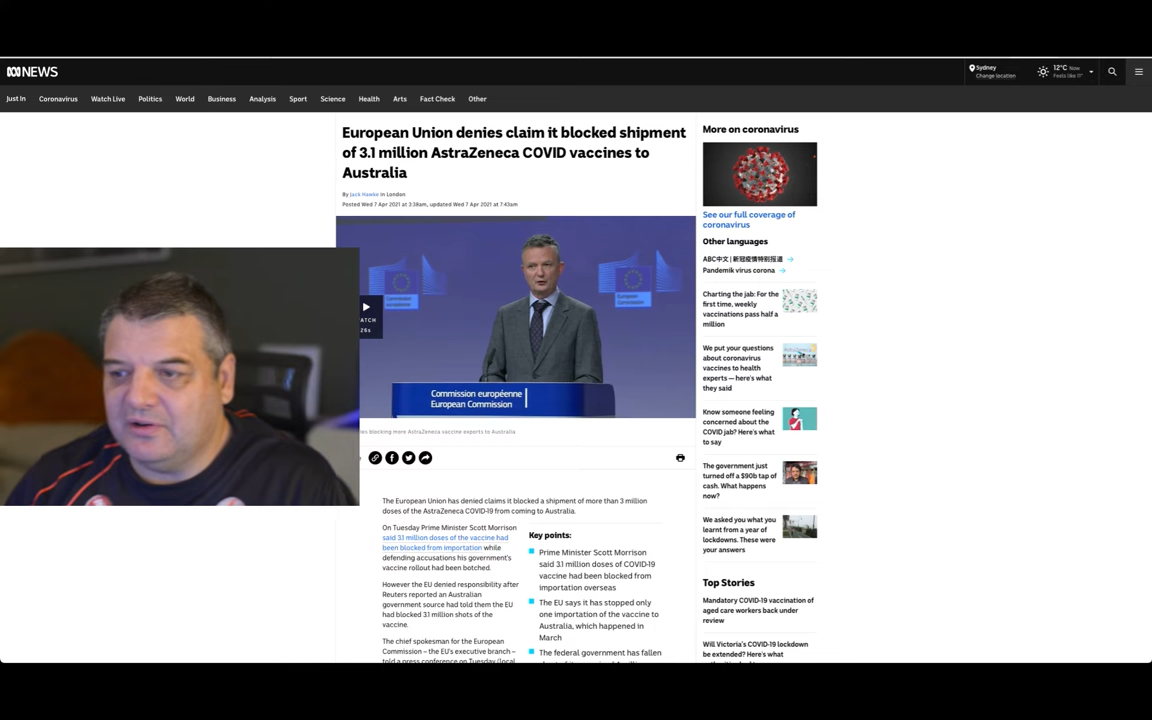 NEWS
Sydney
Change location
12°C Now
Feels like 11°
Just In Coronavirus Watch Live Politics World Business Analysis Sport Science Health Arts Fact Check Other
European Union denies claim it blocked shipment
of 3.1 million AstraZeneca COVID vaccines to
Australia
By Jack Hawke in London
Posted Wed 7 Apr 2021 at 3:38am, updated Wed 7 Apr 2021 at 7:43am
European
Commission
Commission européenne
European Commission
blocking more AstraZeneca vaccine exports to Australia
The European Union has denied claims it blocked a shipment of more than 3 million
doses of the AstraZeneca COVID-19 from coming to Australia.
On Tuesday Prime Minister Scott Morrison
said 3.1 million doses of the vaccine had
been blocked from importation while
defending accusations his government's
vaccine rollout had been botched.
However the EU denied responsibility after
Reuters reported an Australian
government source had told them the EU
had blocked 3.1 million shots of the
vaccine.
The chief spokesman for the European
Commission – the EU's executive branch –
told a press conference on Tuesday (local
Key points:
Prime Minister Scott Morrison
said 3.1 million doses of COVID-19
vaccine had been blocked from
importation overseas
The EU says it has stopped only
one importation of the vaccine to
Australia, which happened in
March
The federal government has fallen
More on coronavirus
See our full coverage of
coronavirus
Other languages
ABC中文 | 新冠疫情特别报道
Pandemik virus corona
Charting the jab: For the
first time, weekly
vaccinations pass half a
million
We put your questions
about coronavirus
vaccines to health
experts — here's what
they said
Know someone feeling
concerned about the
COVID jab? Here's what
to say
The government just
turned off a $90b tap of
cash. What happens
now?
We asked you what you
learnt from a year of
lockdowns. These were
your answers
Top Stories
Mandatory COVID-19 vaccination of
aged care workers back under
review
Will Victoria's COVID-19 lockdown
be extended? Here's what